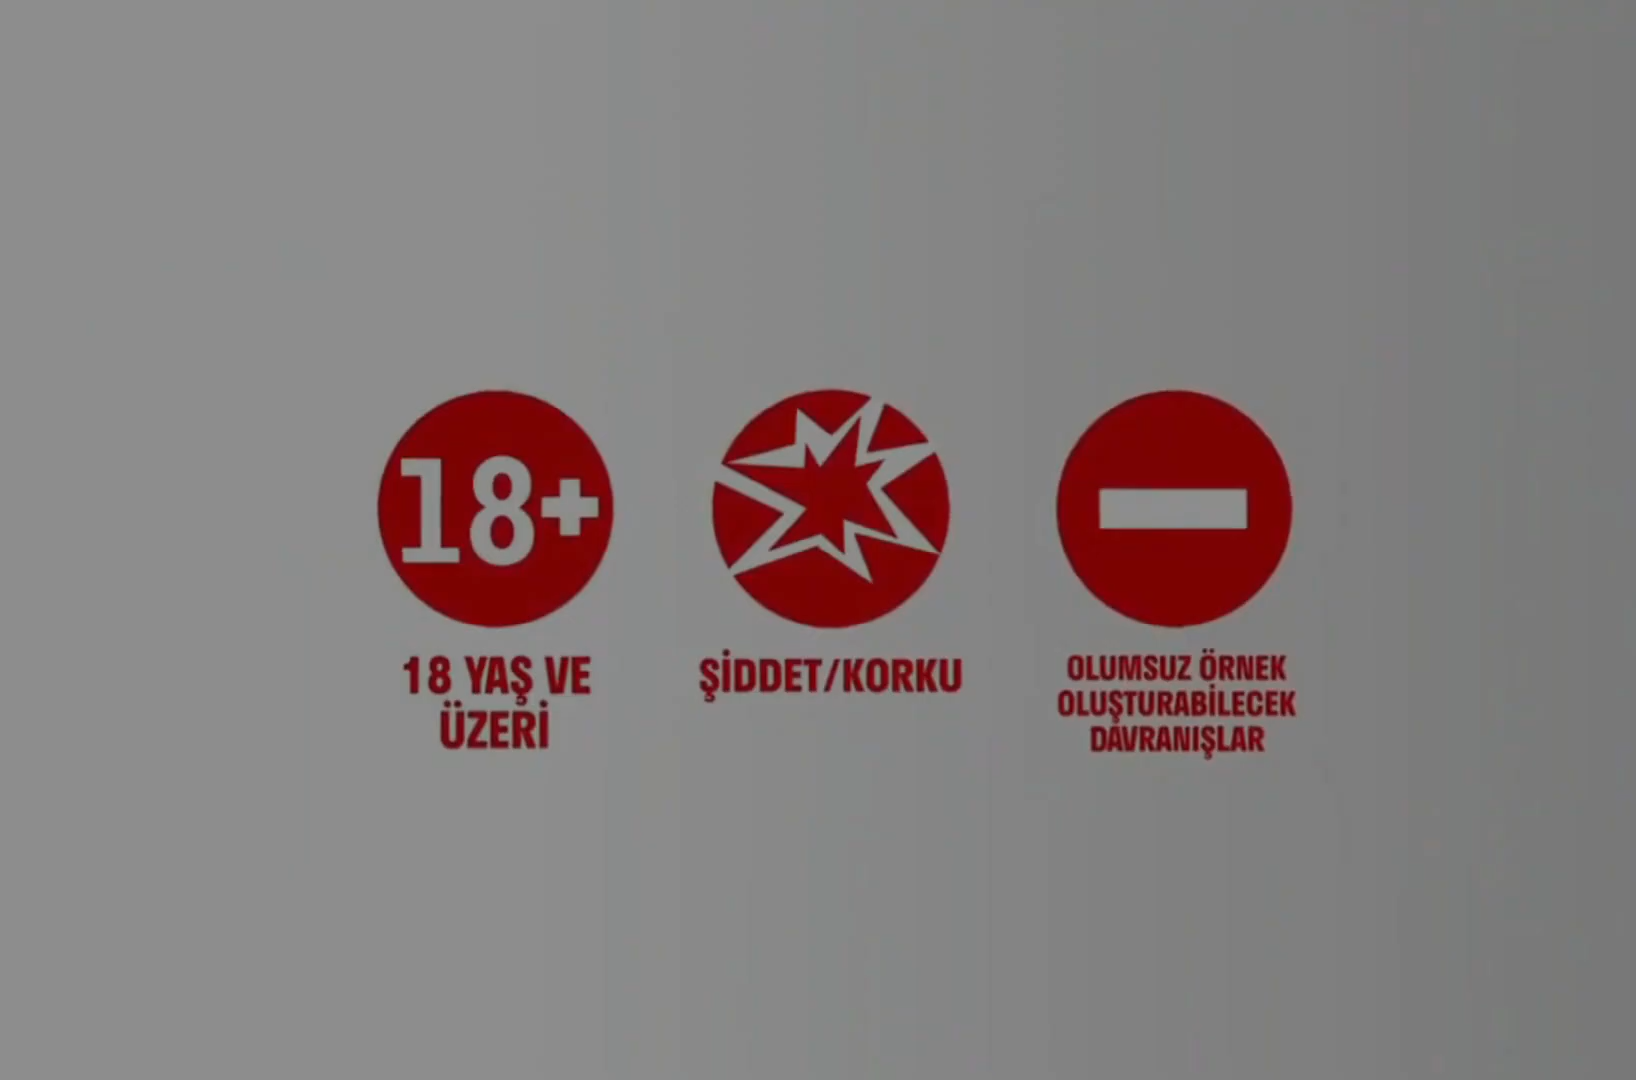 18+
18 YAŞ VE
ÜZERİ
ŞİDDET/KORKU
OLUMSUZ ÖRNEK
OLUŞTURABİLECEK
DAVRANIŞLAR